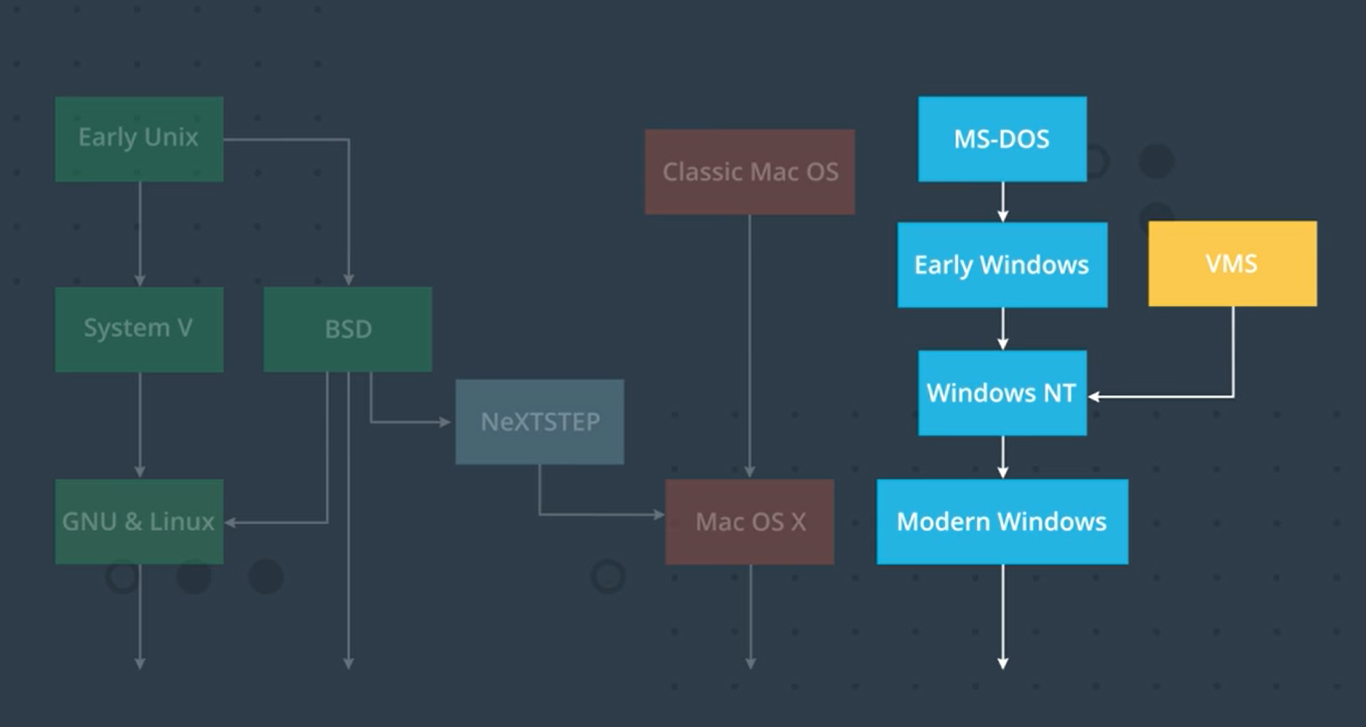 Early Unix
Classic Mac OS
MS-DOS
Early Windows
VMS
System V
BSD
Windows NT
NeXTSTEP
GNU & Linux
Mac OS X
Modern Windows